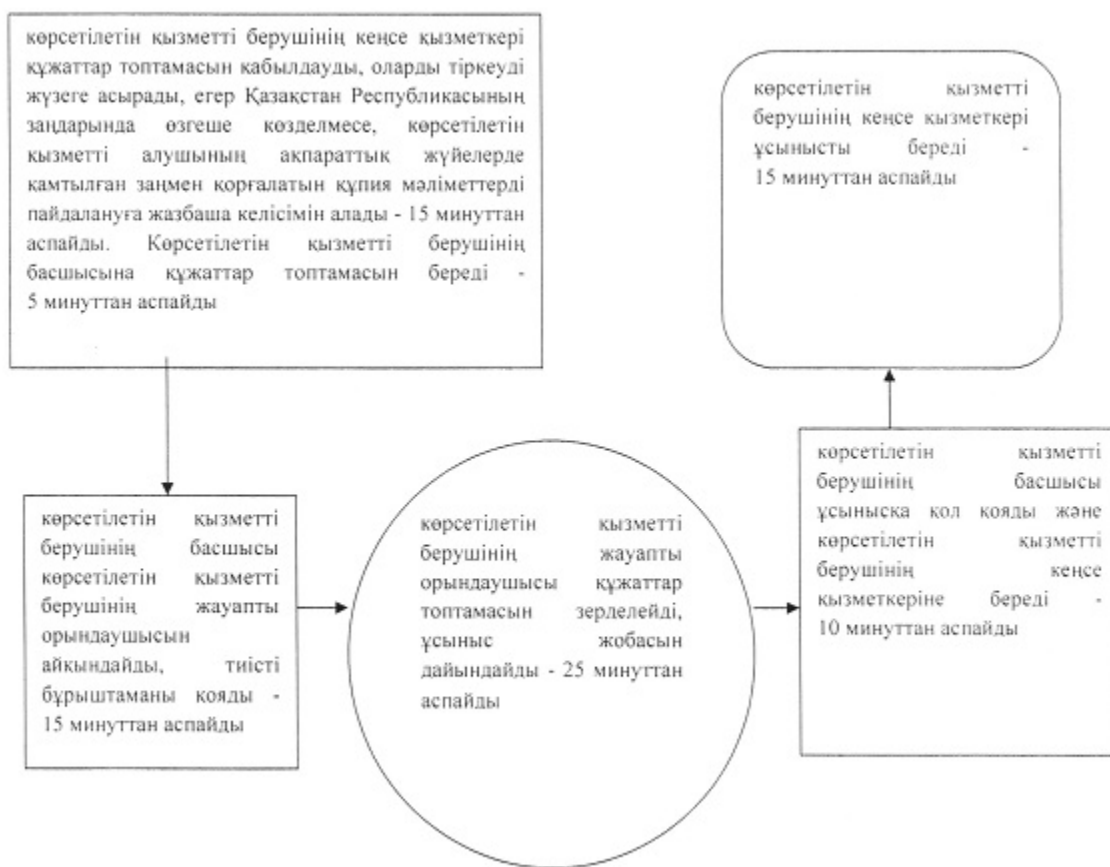 көрсетілетін қызметті берушінің кеңсе қызметкері
құжаттар топтамасын қабылдауды, оларды тіркеуді
жүзеге асырады, егер Қазақстан Республикасының
заңдарында өзгеше көзделмесе, көрсетілетін
қызметті алушының ақпараттық жүйелерде
қамтылған заңмен қорғалатын құпия мәліметтерді
пайдалануға жазбаша келісімін алады - 15 минуттан
аспайды. Көрсетілетін қызметті берушінің
басшысына құжаттар топтамасын береді -
5 минуттан аспайды
көрсетілетін қызметті
берушінің басшысы
көрсетілетін қызметті
берушінің жауапты
орындаушысын
айқындайды, тиісті
бұрыштаманы қояды -
15 минуттан аспайды
көрсетілетін қызметті
берушінің жауапты
орындаушысы құжаттар
топтамасын зерделейді,
ұсыныс жобасын
дайындайды - 25 минуттан
аспайды
көрсетілетін қызметті
берушінің басшысы
ұсынысқа қол қояды және
көрсетілетін қызметті
берушінің кеңсе
қызметкеріне береді -
10 минуттан аспайды
көрсетілетін қызметті
берушінің кеңсе қызметкері
ұсынысты береді -
15 минуттан аспайды